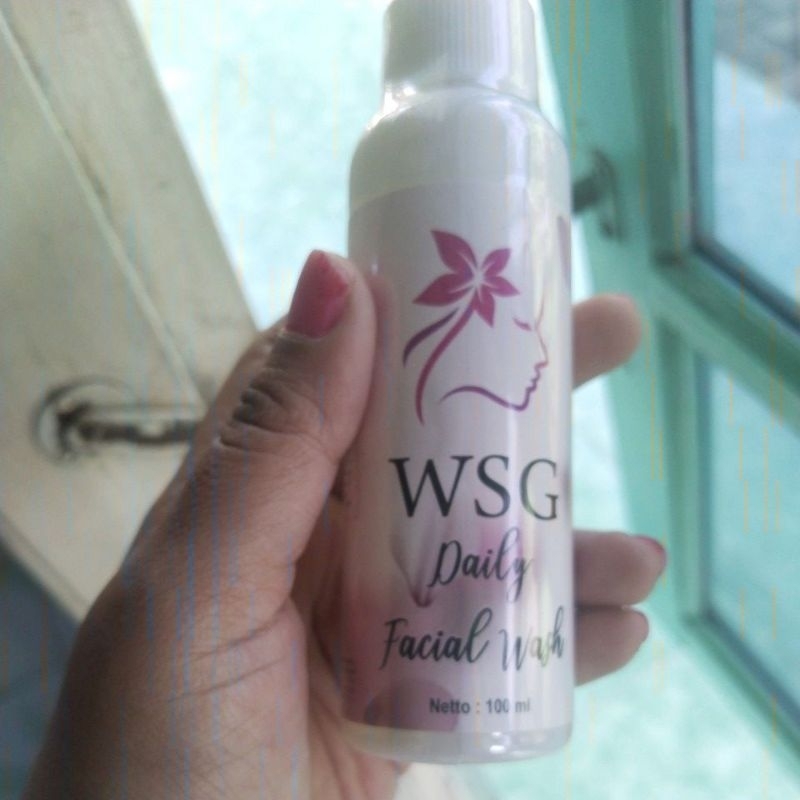 WSG
Daily
Facial Wash
Netto : 100 ml